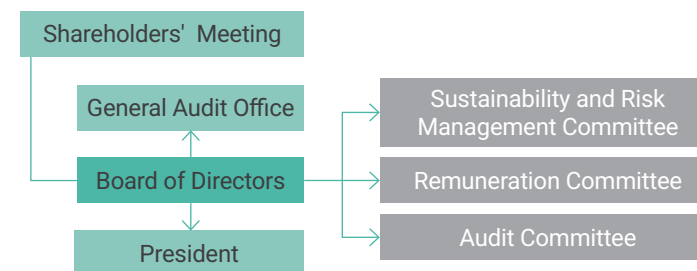 Shareholders' Meeting
General Audit Office
Board of Directors
President
Sustainability and Risk
Management Committee
Remuneration Committee
Audit Committee